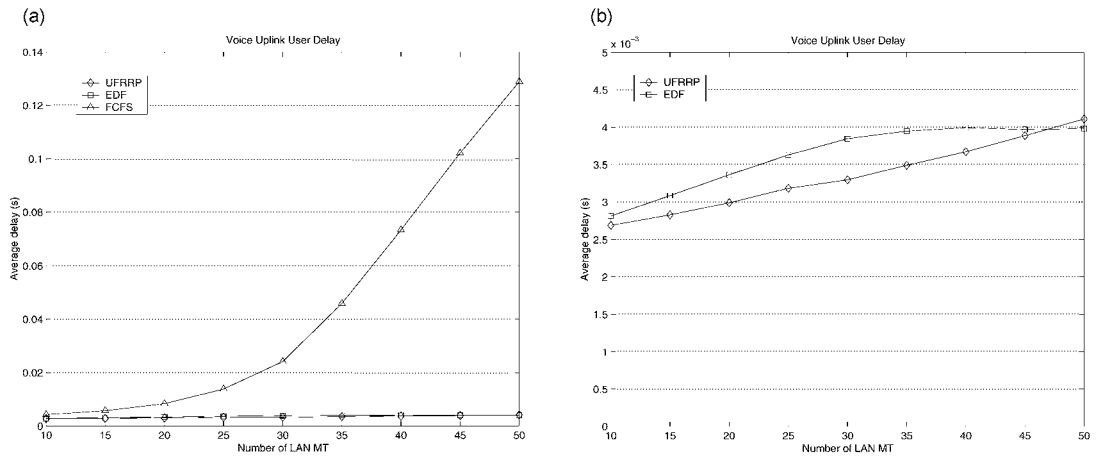 (a)
Voice Uplink User Delay
0.14
0.12
0.1
0.08
0.06
0.04
0.02
0
Average delay (s)
UFRRP
EDF
FCFS
10 15 20 25 30 35 40 45 50
Number of LAN MT
(b)
x 10⁻³
Voice Uplink User Delay
5
4.5
4
3.5
3
2.5
2
1.5
1
0.5
0
Average delay (s)
UFRRP
EDF
10 15 20 25 30 35 40 45 50
Number of LAN MT